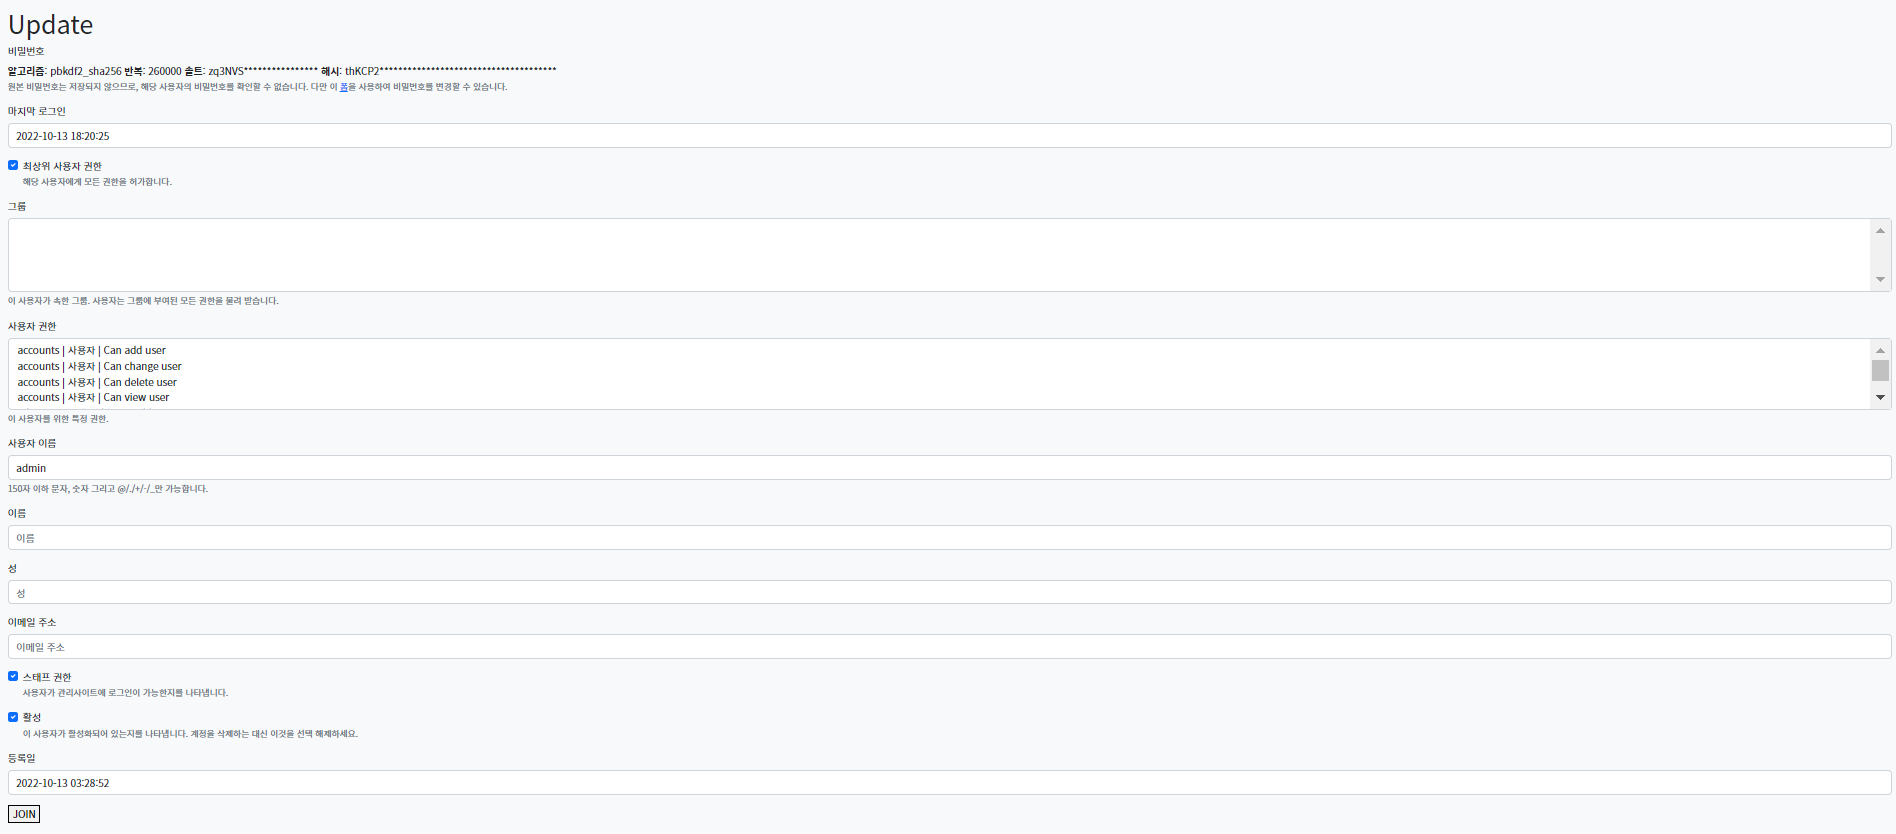 Update
비밀번호
알고리즘: pbkdf2_sha256 반복: 260000 솔트: zq3NVS**************** 해시: thKCP2**************************************
원본 비밀번호는 저장되지 않으므로, 해당 사용자의 비밀번호를 확인할 수 없습니다. 다만 이 폼을 사용하여 비밀번호를 변경할 수 있습니다.
마지막 로그인
2022-10-13 18:20:25
최상위 사용자 권한
해당 사용자에게 모든 권한을 허가합니다.
그룹
이 사용자가 속한 그룹. 사용자는 그룹에 부여된 모든 권한을 물려 받습니다.
사용자 권한
accounts | 사용자 | Can add user
accounts | 사용자 | Can change user
accounts | 사용자 | Can delete user
accounts | 사용자 | Can view user
이 사용자를 위한 특정 권한.
사용자 이름
admin
150자 이하 문자, 숫자 그리고 @/./+/-/_만 가능합니다.
이름
이름
성
성
이메일 주소
이메일 주소
스태프 권한
사용자가 관리사이트에 로그인이 가능한지를 나타냅니다.
활성
이 사용자가 활성화되어 있는지를 나타냅니다. 계정을 삭제하는 대신 이것을 선택 해제하세요.
등록일
2022-10-13 03:28:52
JOIN